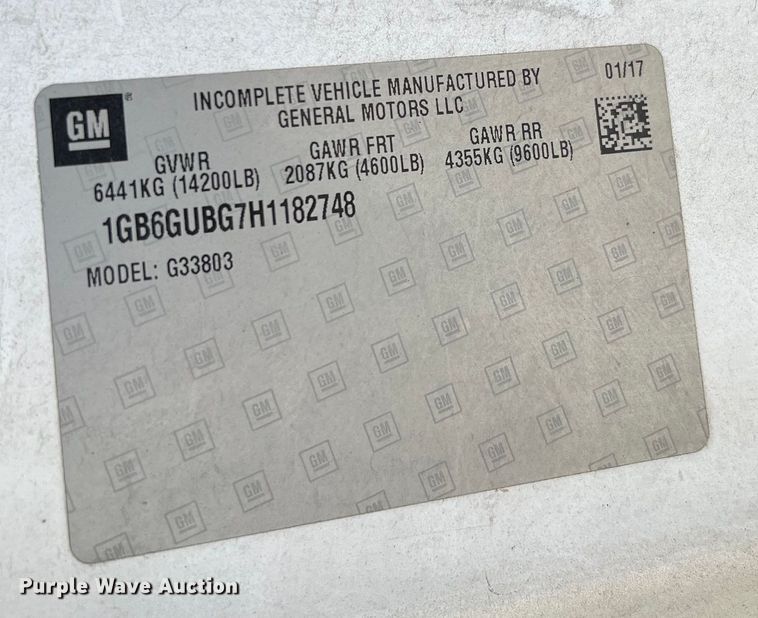 GM
INCOMPLETE VEHICLE MANUFACTURED BY
GENERAL MOTORS LLC
01/17
GVWR
6441KG (14200LB)
GAWR FRT
2087KG (4600LB)
GAWR RR
4355KG (9600LB)
1GB6GUBG7H1182748
MODEL: G33803
Purple Wave Auction